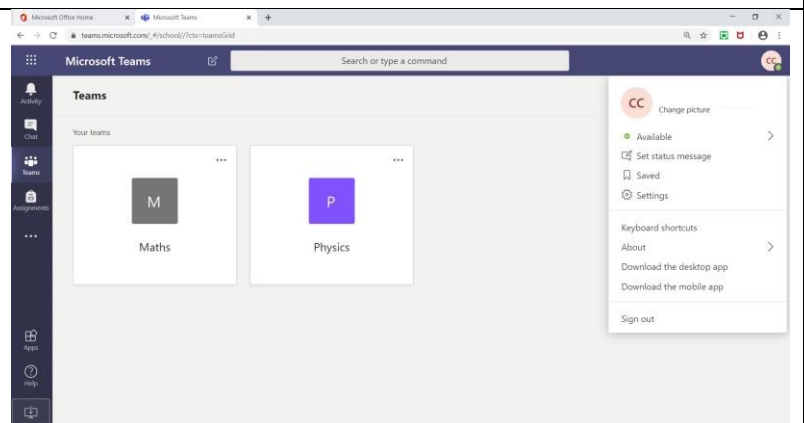 Microsoft Office Home
Microsoft Teams
teams.microsoft.com/_#/school//?ctx=teamsGrid
Microsoft Teams
Search or type a command
CC
Activity
Chat
Teams
Assignments
Apps
Help
Teams
Your teams
M
Maths
P
Physics
CC
Change picture
Available
Set status message
Saved
Settings
Keyboard shortcuts
About
Download the desktop app
Download the mobile app
Sign out